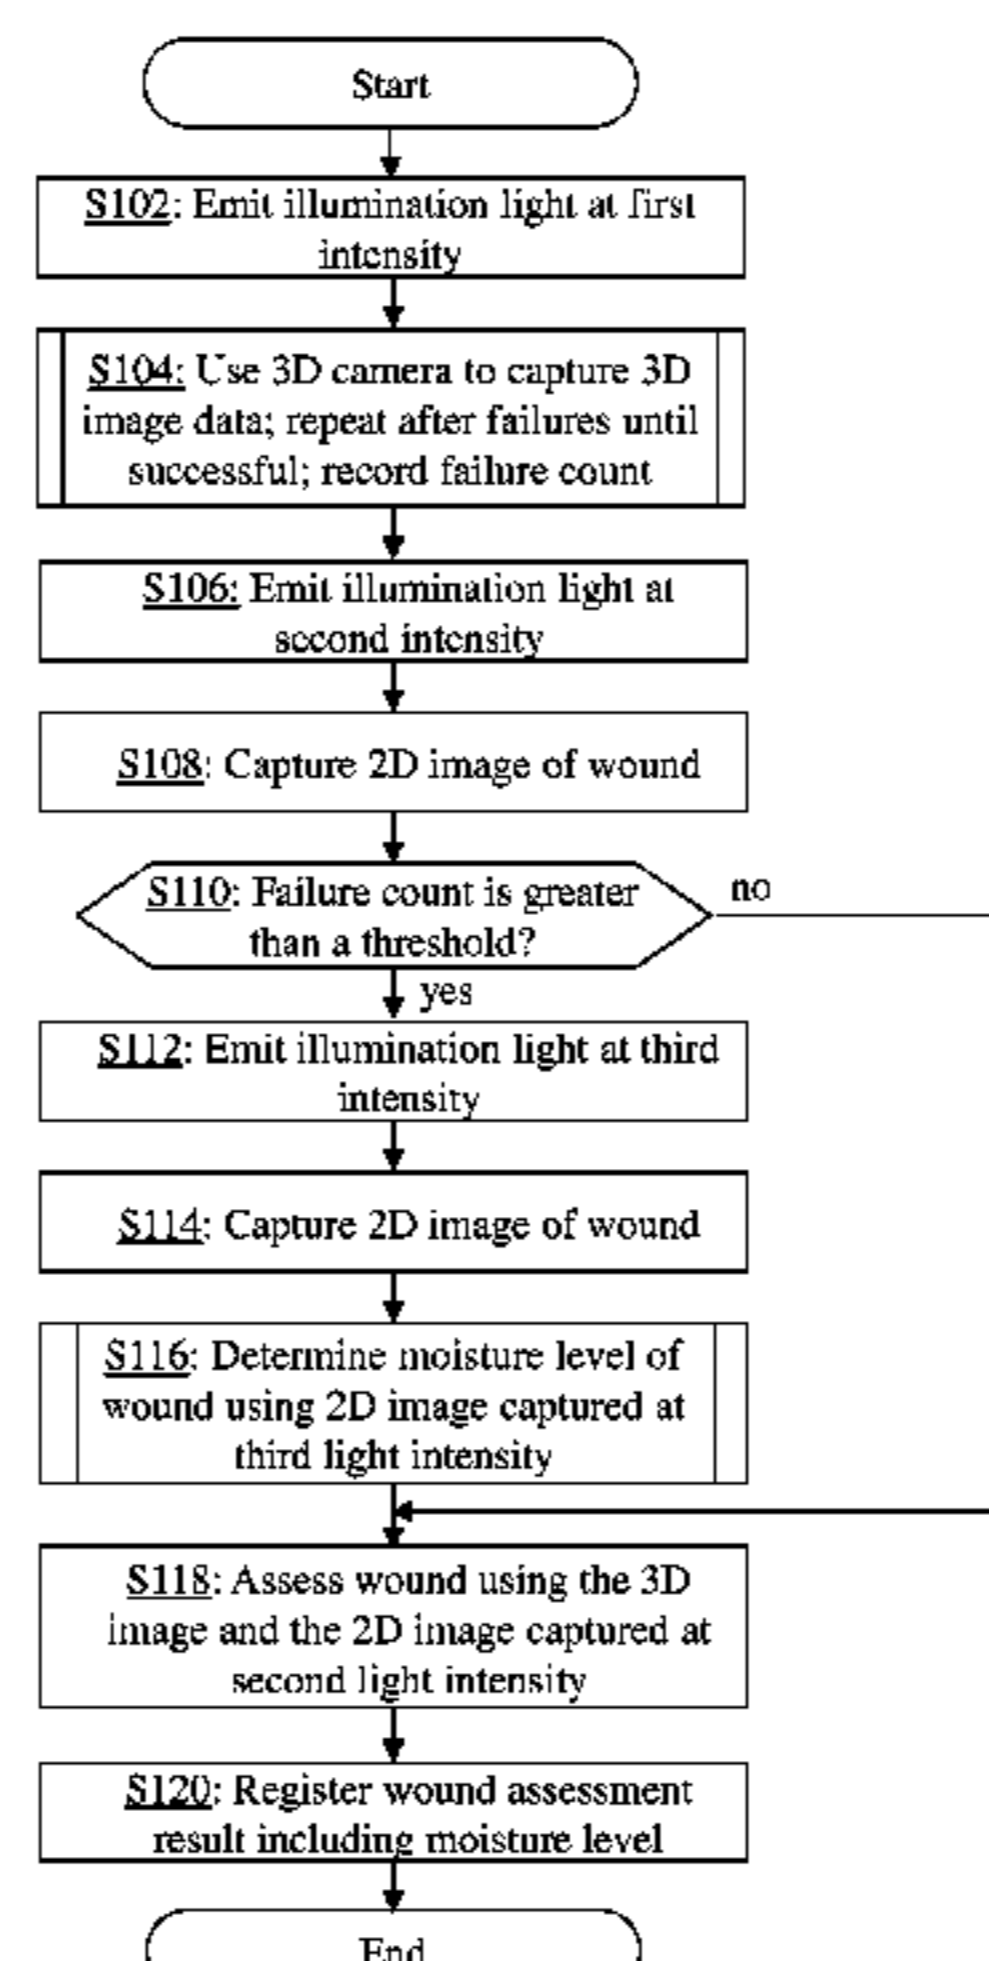 Start
S102: Emit illumination light at first
intensity
S104: Use 3D camera to capture 3D
image data; repeat after failures until
successful; record failure count
S106: Emit illumination light at
second intensity
S108: Capture 2D image of wound
S110: Failure count is greater
than a threshold?
no
yes
S112: Emit illumination light at third
intensity
S114: Capture 2D image of wound
S116: Determine moisture level of
wound using 2D image captured at
third light intensity
S118: Assess wound using the 3D
image and the 2D image captured at
second light intensity
S120: Register wound assessment
result including moisture level
End